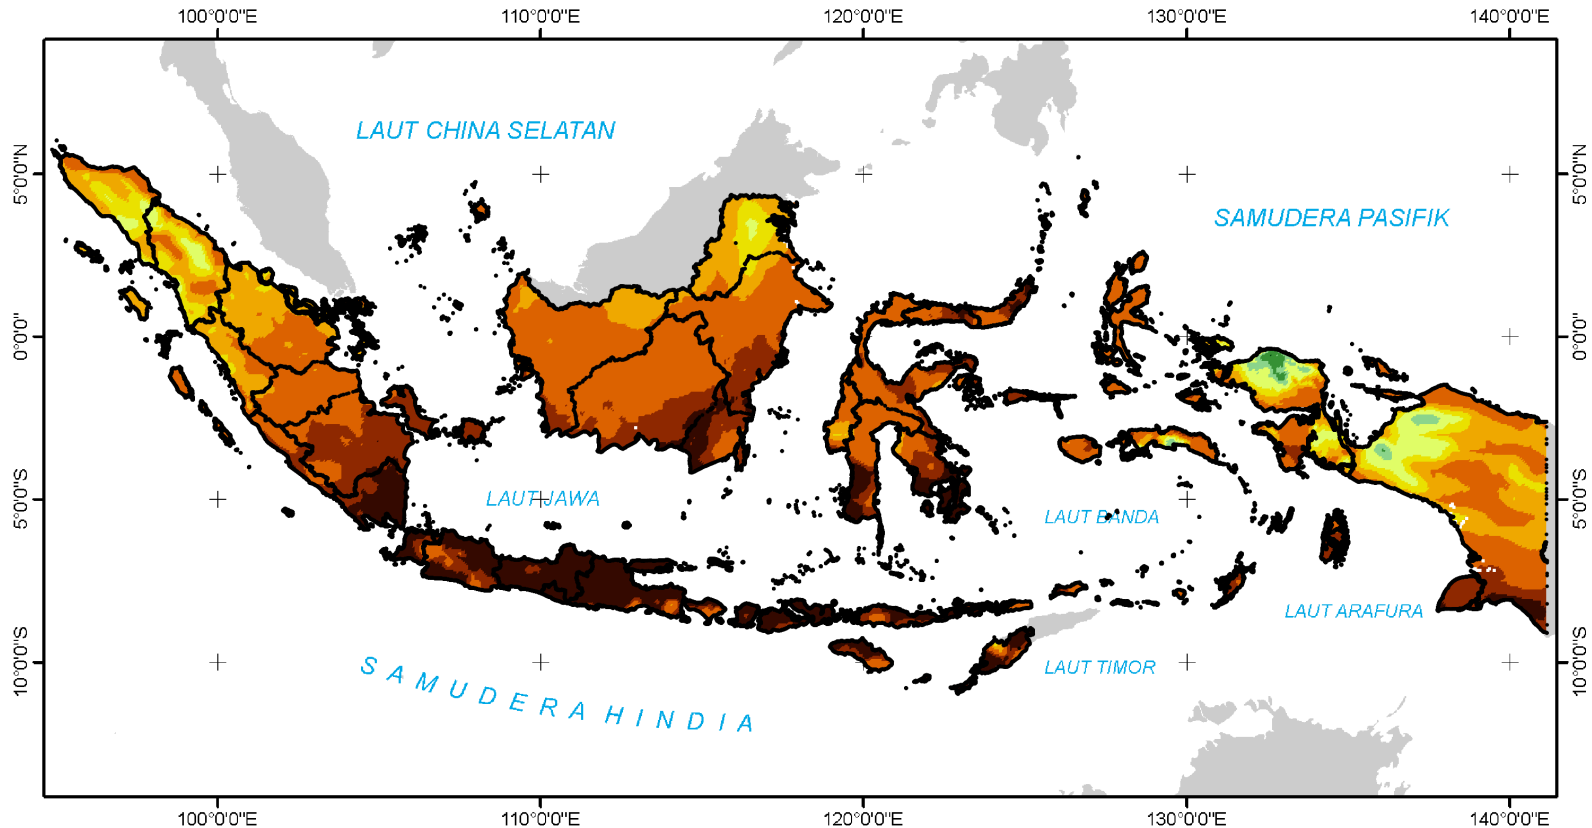 100°0'0"E 110°0'0"E 120°0'0"E 130°0'0"E 140°0'0"E
LAUT CHINA SELATAN
5°0'0"N 5°0'0"N
SAMUDERA PASIFIK
0°0'0" 0°0'0"
LAUT JAWA
5°0'0"S 5°0'0"S
LAUT BANDA
LAUT ARAFURA
10°0'0"S 10°0'0"S
LAUT TIMOR
SAMUDERA HINDIA
100°0'0"E 110°0'0"E 120°0'0"E 130°0'0"E 140°0'0"E